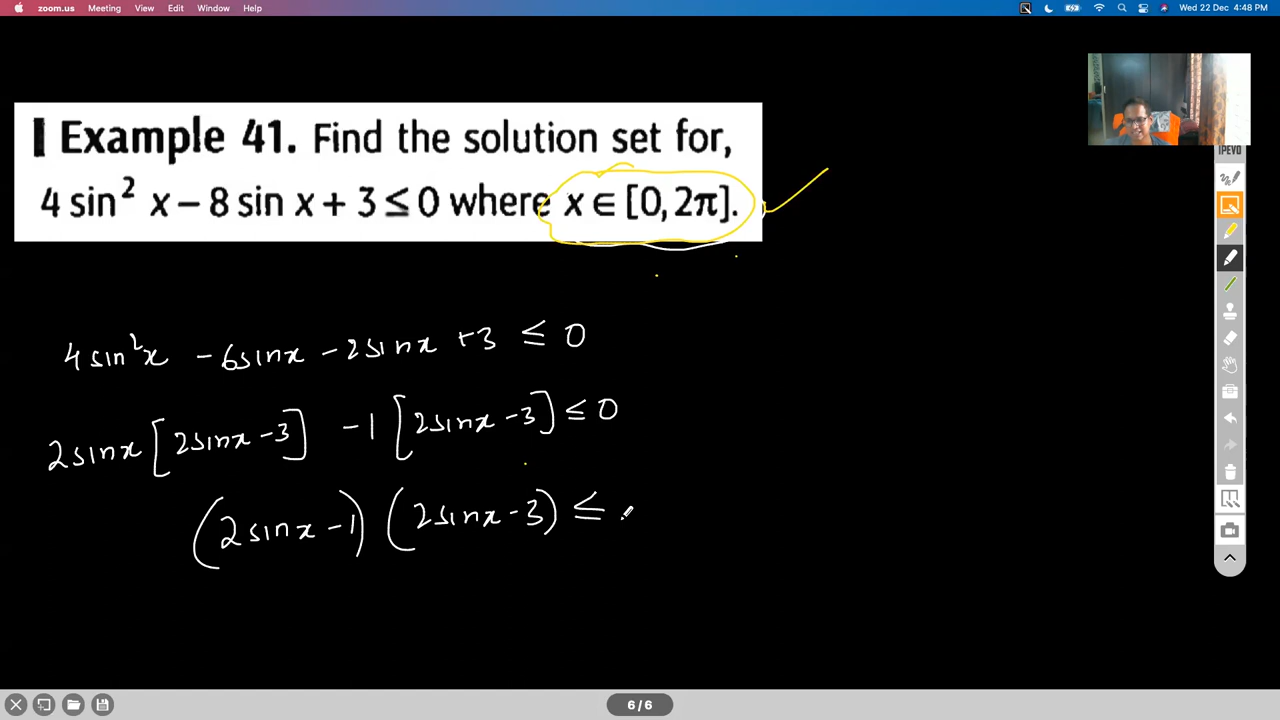 zoom.us Meeting View Edit Window Help Wed 22 Dec 4:48 PM
Example 41. Find the solution set for,
4 sin² x − 8 sin x + 3 ≤ 0 where x ∈ [0, 2π].
IPEVO
4 sin²x − 6sinx − 2sinx + 3 ≤ 0
2sinx [2sinx − 3] − 1 [2sinx − 3] ≤ 0
(2sinx − 1) (2sinx − 3) ≤
6 / 6